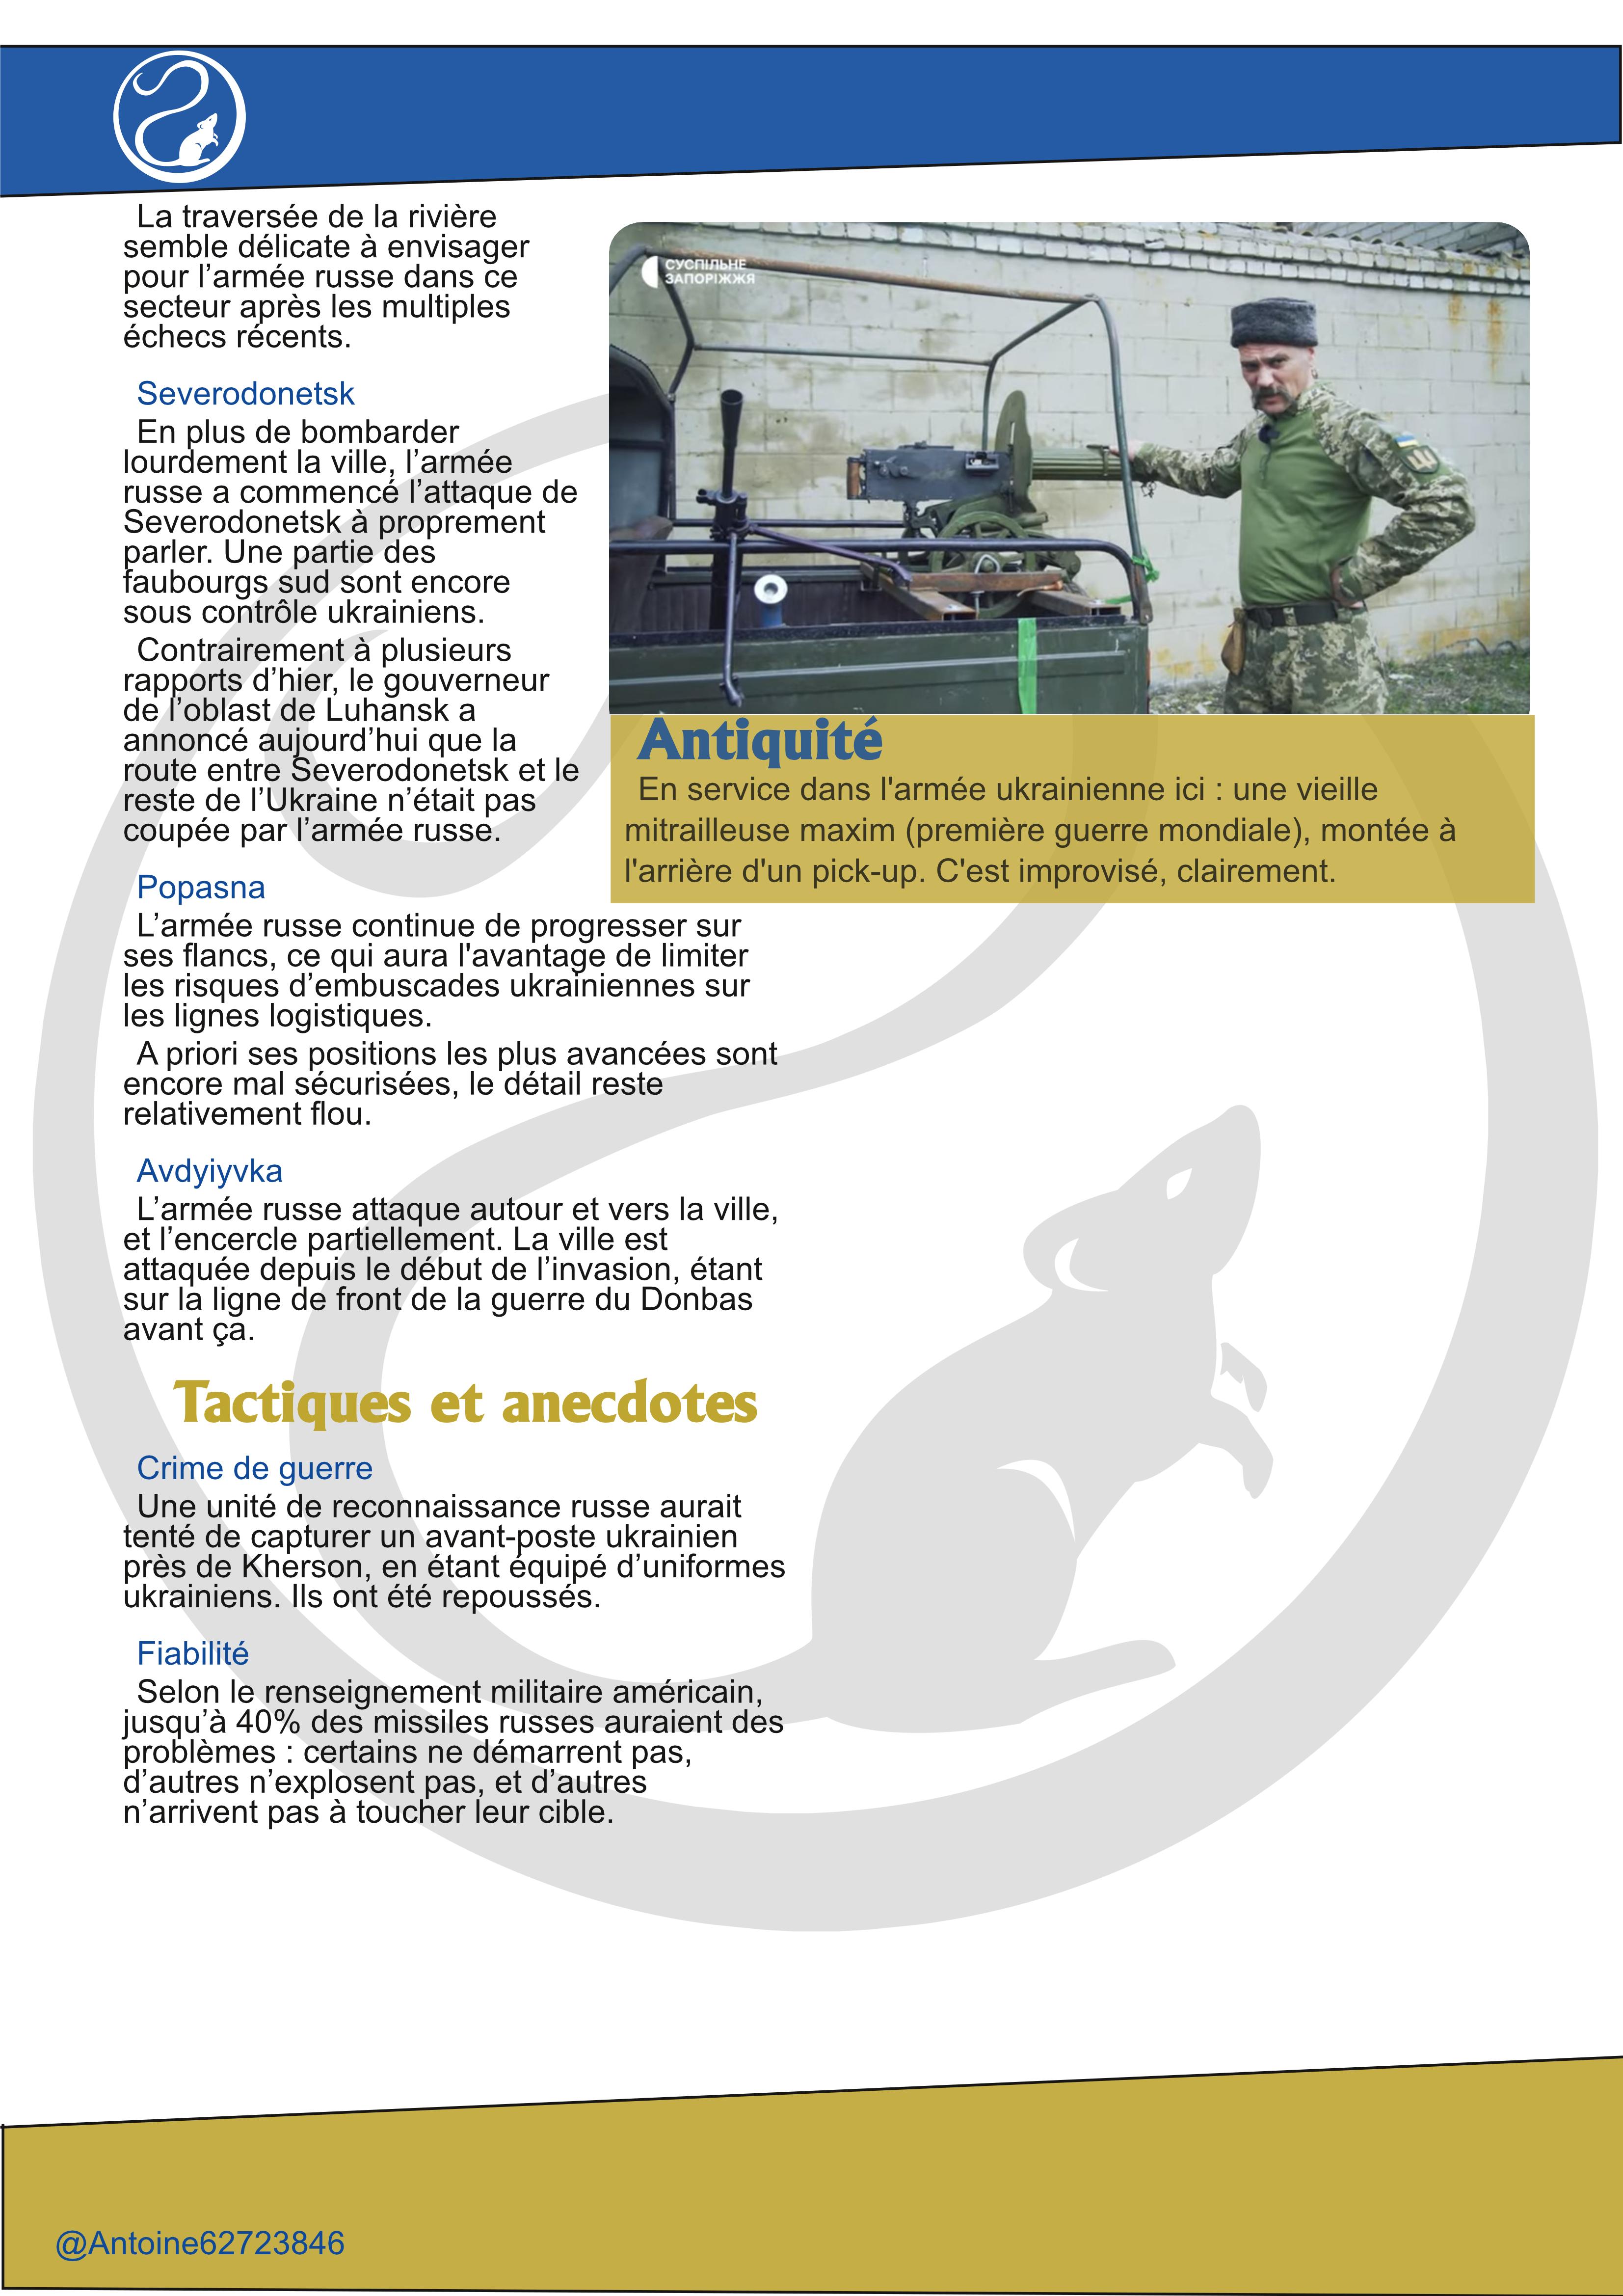 La traversée de la rivière
semble délicate à envisager
pour l’armée russe dans ce
secteur après les multiples
échecs récents.
Severodonetsk
En plus de bombarder
lourdement la ville, l’armée
russe a commencé l’attaque de
Severodonetsk à proprement
parler. Une partie des
faubourgs sud sont encore
sous contrôle ukrainiens.
Contrairement à plusieurs
rapports d’hier, le gouverneur
de l’oblast de Luhansk a
annoncé aujourd’hui que la
route entre Severodonetsk et le
reste de l’Ukraine n’était pas
coupée par l’armée russe.
СУСПІЛЬНЕ
ЗАПОРІЖЖЯ
Antiquité
En service dans l'armée ukrainienne ici : une vieille
mitrailleuse maxim (première guerre mondiale), montée à
l'arrière d'un pick-up. C'est improvisé, clairement.
Popasna
L’armée russe continue de progresser sur
ses flancs, ce qui aura l'avantage de limiter
les risques d’embuscades ukrainiennes sur
les lignes logistiques.
A priori ses positions les plus avancées sont
encore mal sécurisées, le détail reste
relativement flou.
Avdyiyvka
L’armée russe attaque autour et vers la ville,
et l’encercle partiellement. La ville est
attaquée depuis le début de l’invasion, étant
sur la ligne de front de la guerre du Donbas
avant ça.
Tactiques et anecdotes
Crime de guerre
Une unité de reconnaissance russe aurait
tenté de capturer un avant-poste ukrainien
près de Kherson, en étant équipé d’uniformes
ukrainiens. Ils ont été repoussés.
Fiabilité
Selon le renseignement militaire américain,
jusqu’à 40% des missiles russes auraient des
problèmes : certains ne démarrent pas,
d’autres n’explosent pas, et d’autres
n’arrivent pas à toucher leur cible.
@Antoine62723846